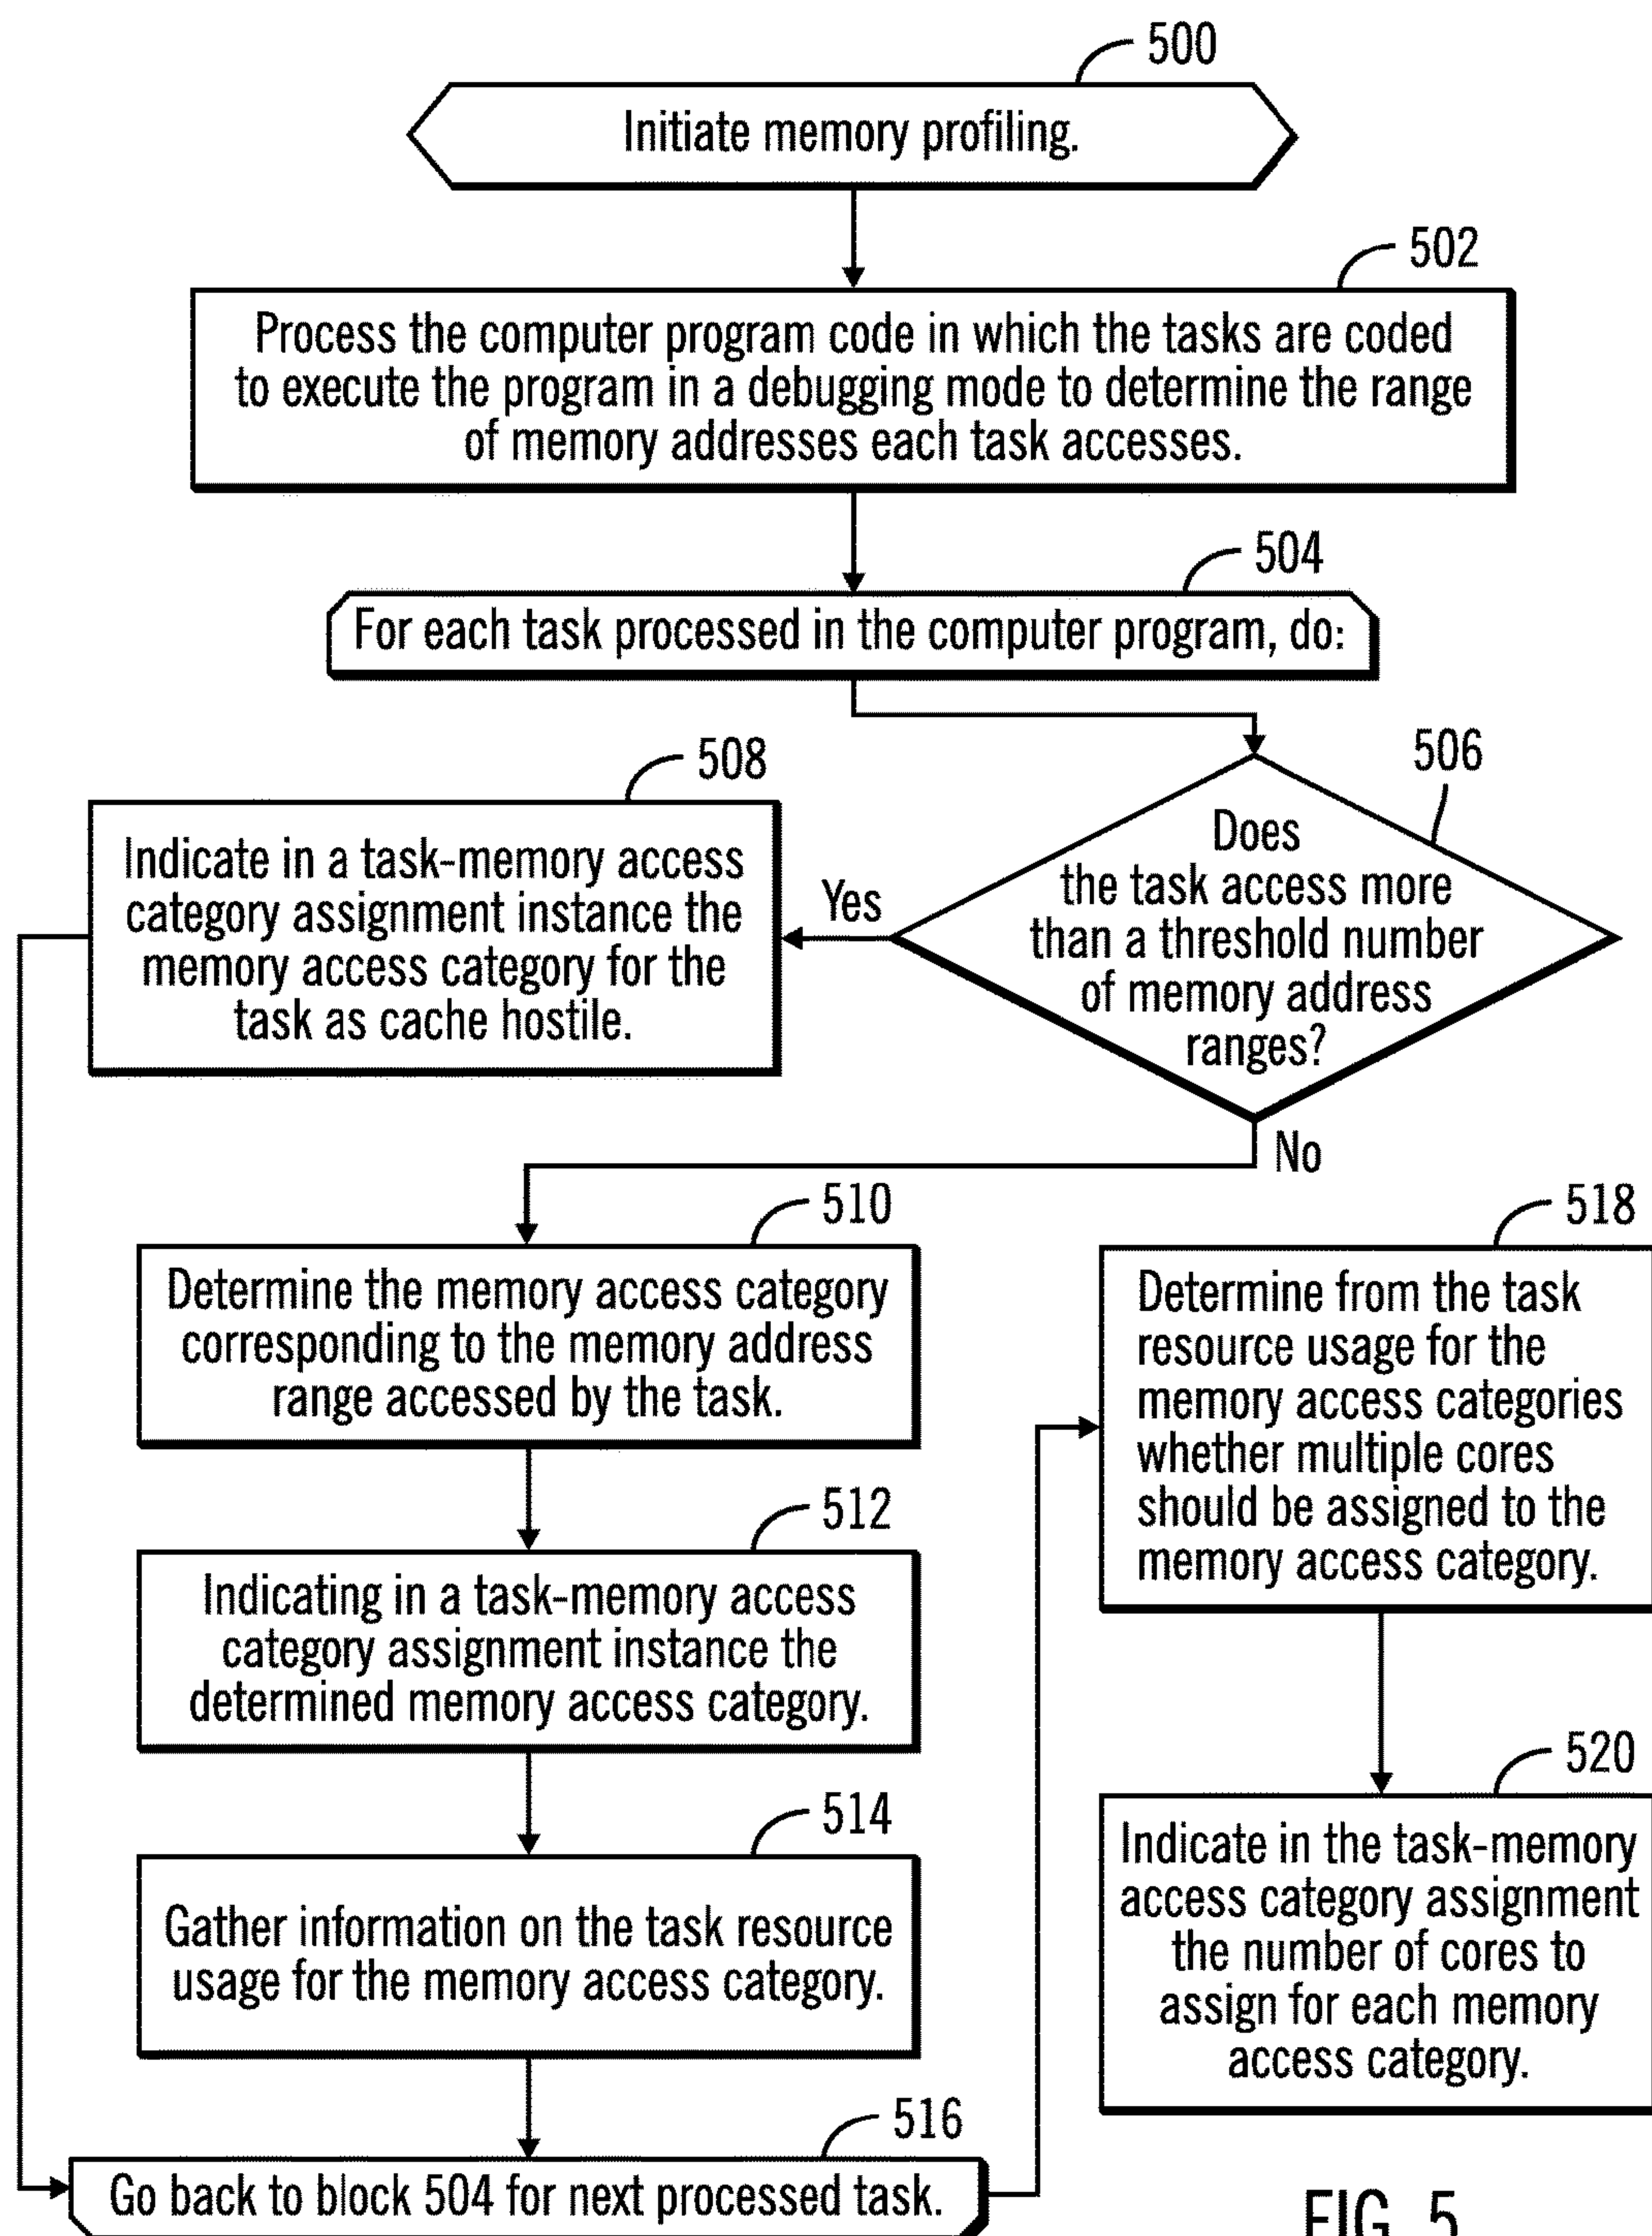 500
Initiate memory profiling.
502
Process the computer program code in which the tasks are coded
to execute the program in a debugging mode to determine the range
of memory addresses each task accesses.
504
For each task processed in the computer program, do:
506
Does
the task access more
than a threshold number
of memory address
ranges?
Yes
508
Indicate in a task-memory access
category assignment instance the
memory access category for the
task as cache hostile.
No
510
Determine the memory access category
corresponding to the memory address
range accessed by the task.
512
Indicating in a task-memory access
category assignment instance the
determined memory access category.
514
Gather information on the task resource
usage for the memory access category.
516
Go back to block 504 for next processed task.
518
Determine from the task
resource usage for the
memory access categories
whether multiple cores
should be assigned to the
memory access category.
520
Indicate in the task-memory
access category assignment
the number of cores to
assign for each memory
access category.
FIG. 5